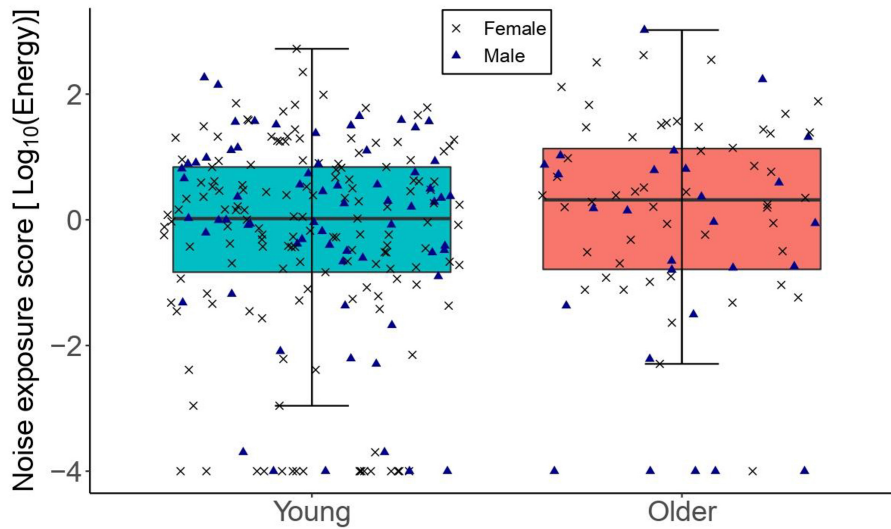 Noise exposure score [ Log10(Energy)]
Female
Male
2
0
−2
−4
Young
Older